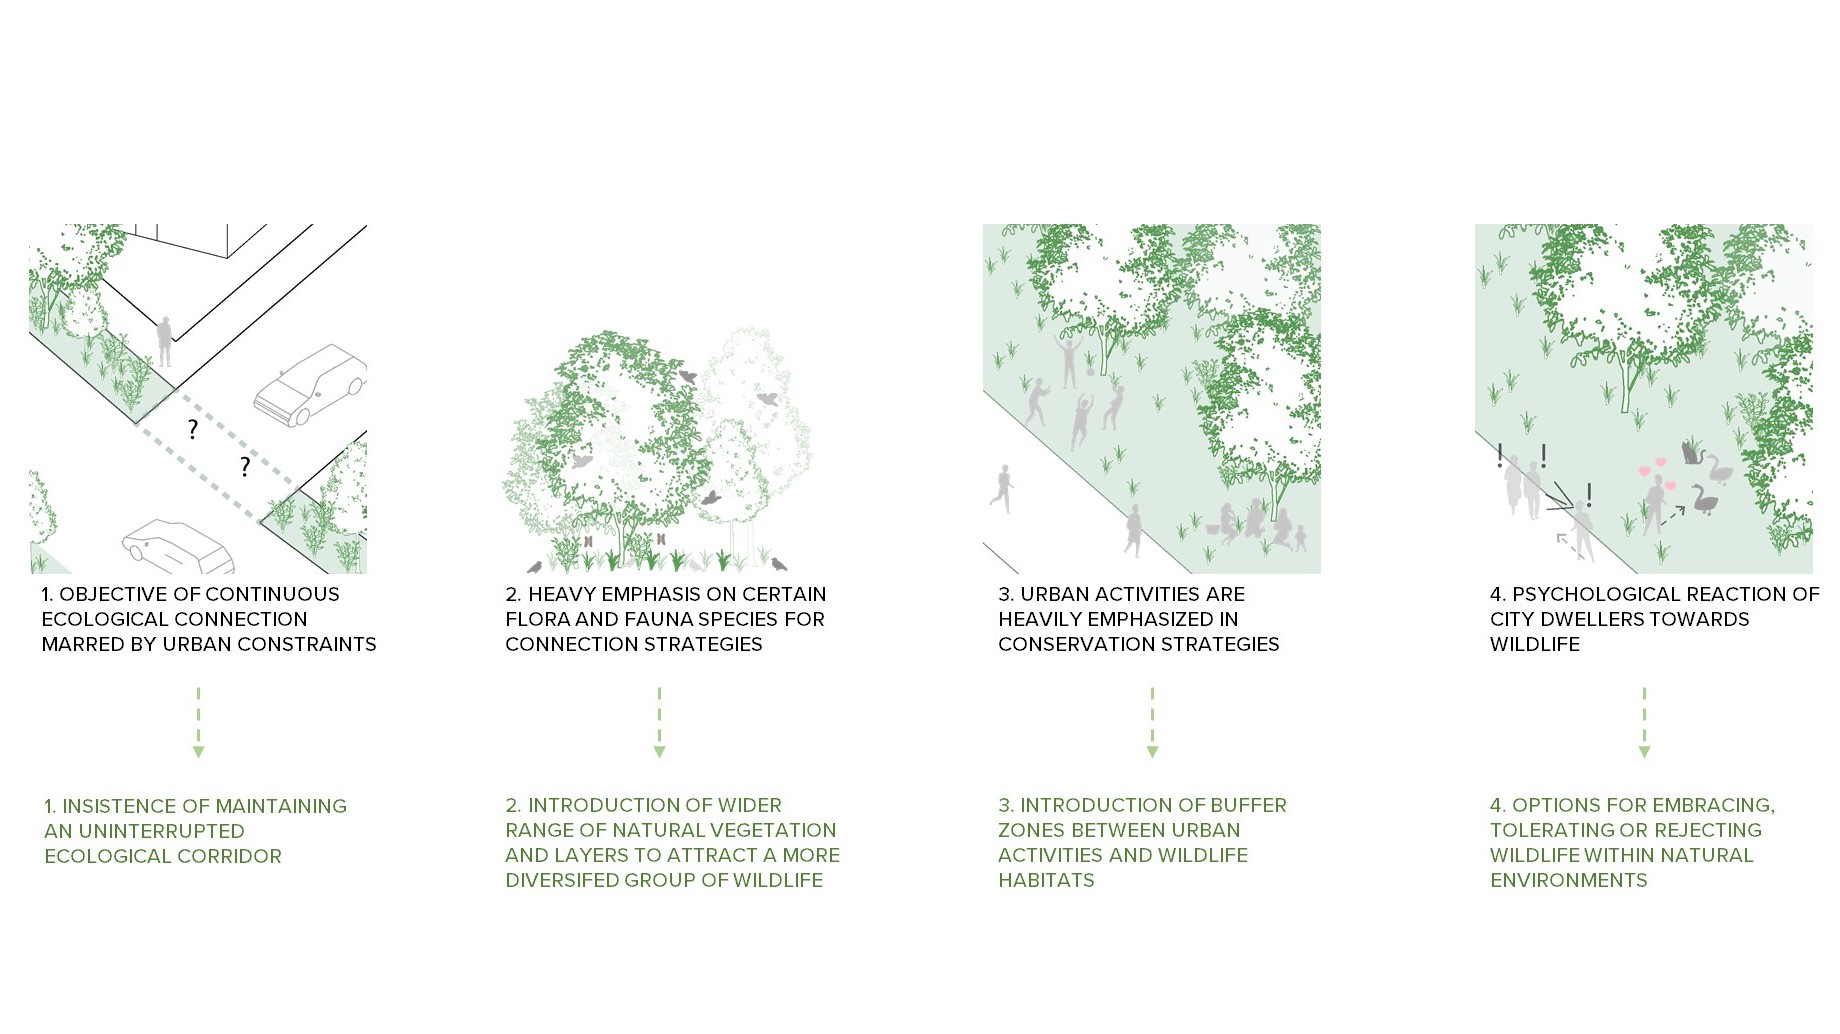 ?
?
! !
!
1. OBJECTIVE OF CONTINUOUS
ECOLOGICAL CONNECTION
MARRED BY URBAN CONSTRAINTS
2. HEAVY EMPHASIS ON CERTAIN
FLORA AND FAUNA SPECIES FOR
CONNECTION STRATEGIES
3. URBAN ACTIVITIES ARE
HEAVILY EMPHASIZED IN
CONSERVATION STRATEGIES
4. PSYCHOLOGICAL REACTION OF
CITY DWELLERS TOWARDS
WILDLIFE
1. INSISTENCE OF MAINTAINING
AN UNINTERRUPTED
ECOLOGICAL CORRIDOR
2. INTRODUCTION OF WIDER
RANGE OF NATURAL VEGETATION
AND LAYERS TO ATTRACT A MORE
DIVERSIFED GROUP OF WILDLIFE
3. INTRODUCTION OF BUFFER
ZONES BETWEEN URBAN
ACTIVITIES AND WILDLIFE
HABITATS
4. OPTIONS FOR EMBRACING,
TOLERATING OR REJECTING
WILDLIFE WITHIN NATURAL
ENVIRONMENTS